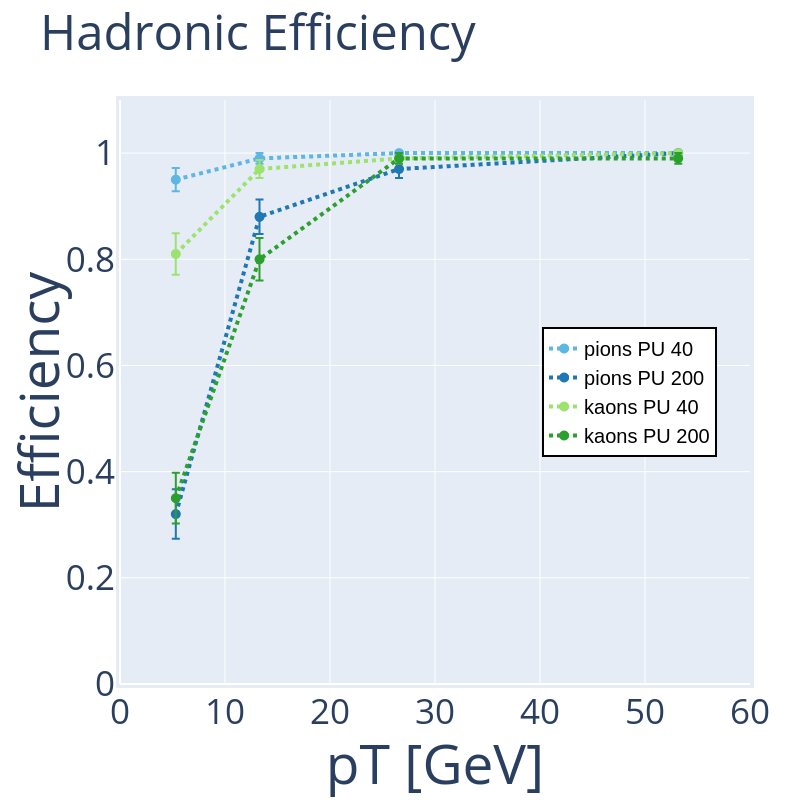 Hadronic Efficiency
Efficiency
1
0.8
0.6
0.4
0.2
0
0 10 20 30 40 50 60
pT [GeV]
pions PU 40
pions PU 200
kaons PU 40
kaons PU 200